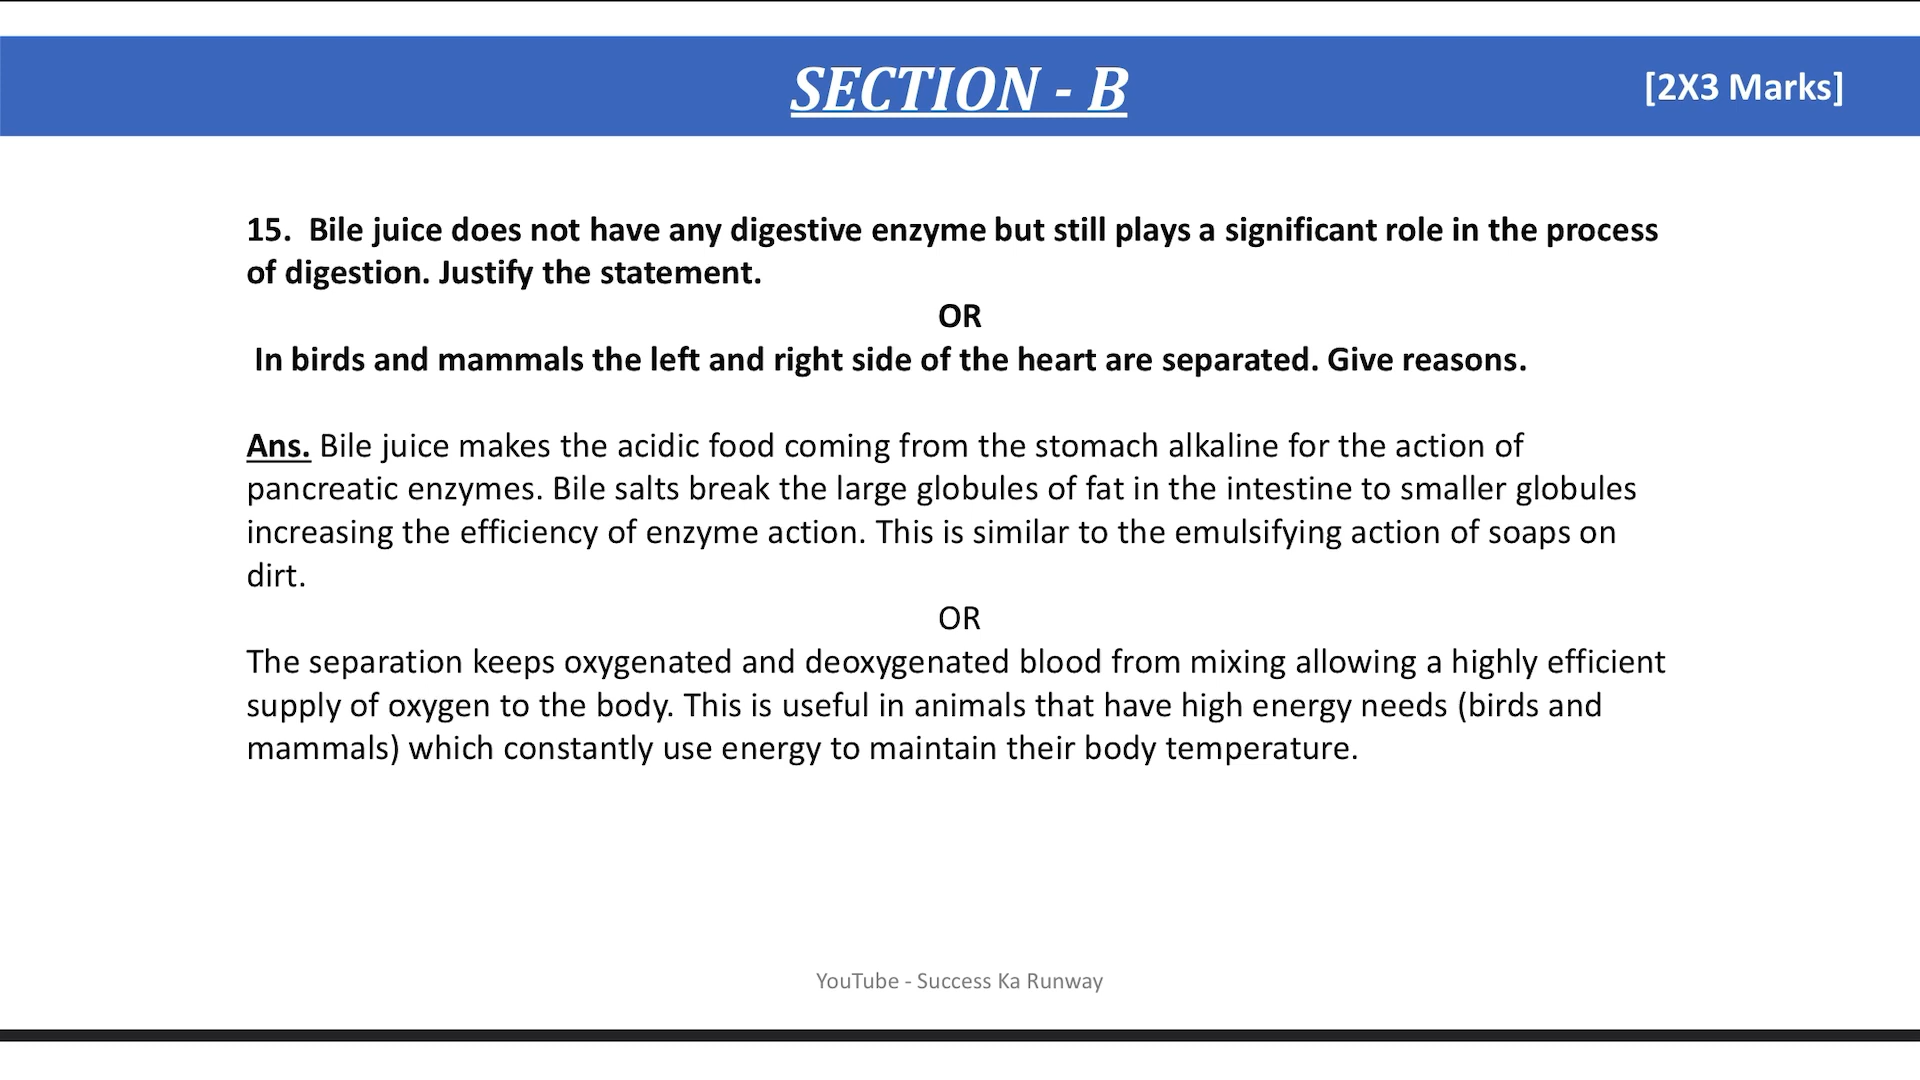 SECTION - B
[2X3 Marks]
15. Bile juice does not have any digestive enzyme but still plays a significant role in the process
of digestion. Justify the statement.
OR
In birds and mammals the left and right side of the heart are separated. Give reasons.
Ans. Bile juice makes the acidic food coming from the stomach alkaline for the action of
pancreatic enzymes. Bile salts break the large globules of fat in the intestine to smaller globules
increasing the efficiency of enzyme action. This is similar to the emulsifying action of soaps on
dirt.
OR
The separation keeps oxygenated and deoxygenated blood from mixing allowing a highly efficient
supply of oxygen to the body. This is useful in animals that have high energy needs (birds and
mammals) which constantly use energy to maintain their body temperature.
YouTube - Success Ka Runway